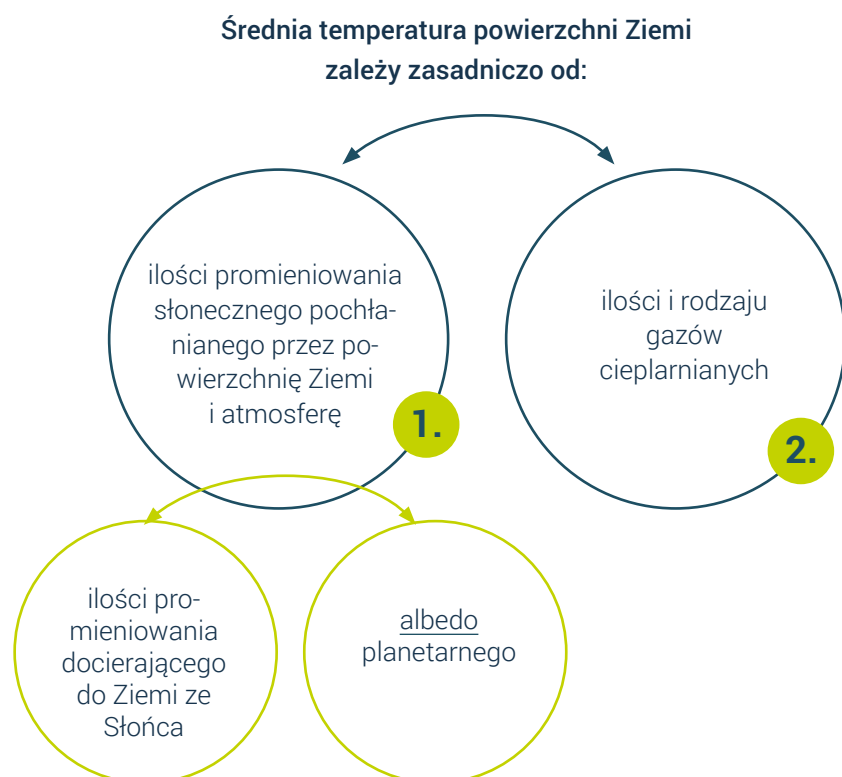 Średnia temperatura powierzchni Ziemi
zależy zasadniczo od:
ilości promieniowania
słonecznego pochła-
nianego przez po-
wierzchnię Ziemi
i atmosferę
1.
ilości i rodzaju
gazów
cieplarnianych
2.
ilości pro-
mieniowania
docierającego
do Ziemi ze
Słońca
albedo
planetarnego